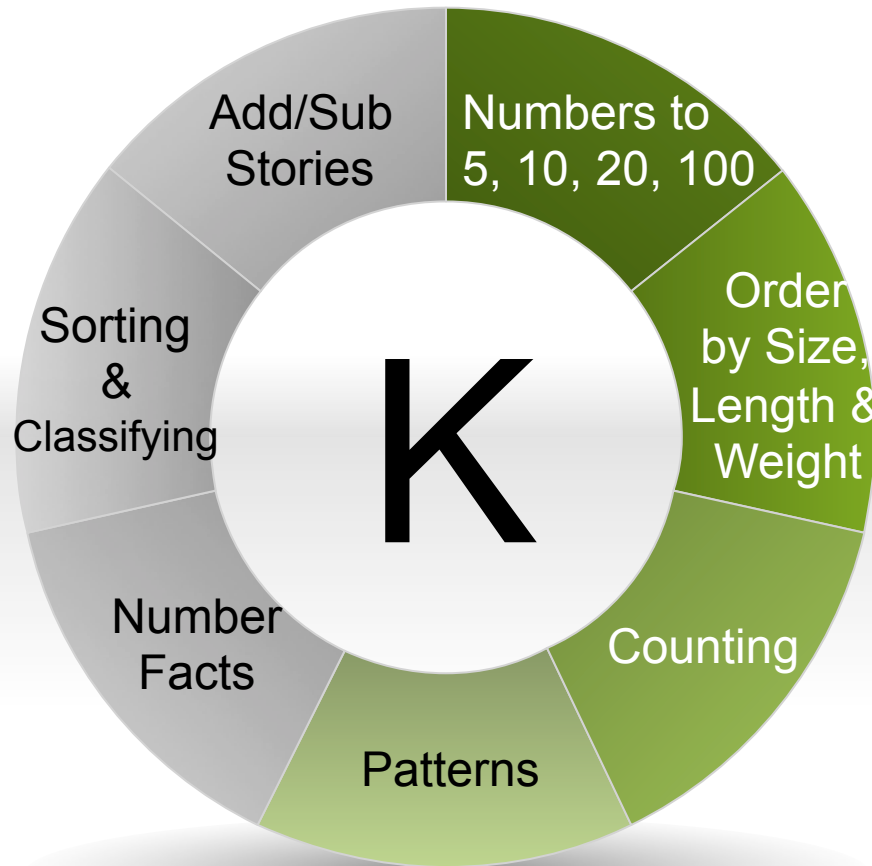 Add/Sub
Stories
Numbers to
5, 10, 20, 100
Order
by Size,
Length &
Weight
Counting
Patterns
Number
Facts
Sorting
&
Classifying
K